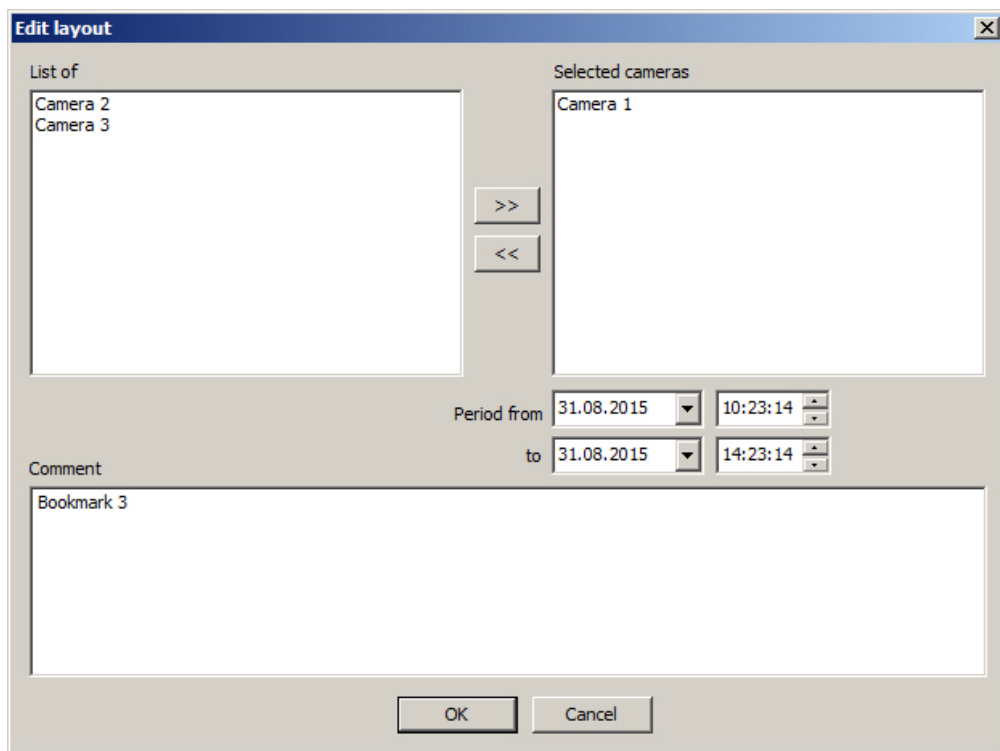 Edit layout
List of
Selected cameras
Camera 2
Camera 3
Camera 1
>>
<<
Period from 31.08.2015 10:23:14
to 31.08.2015 14:23:14
Comment
Bookmark 3
OK Cancel